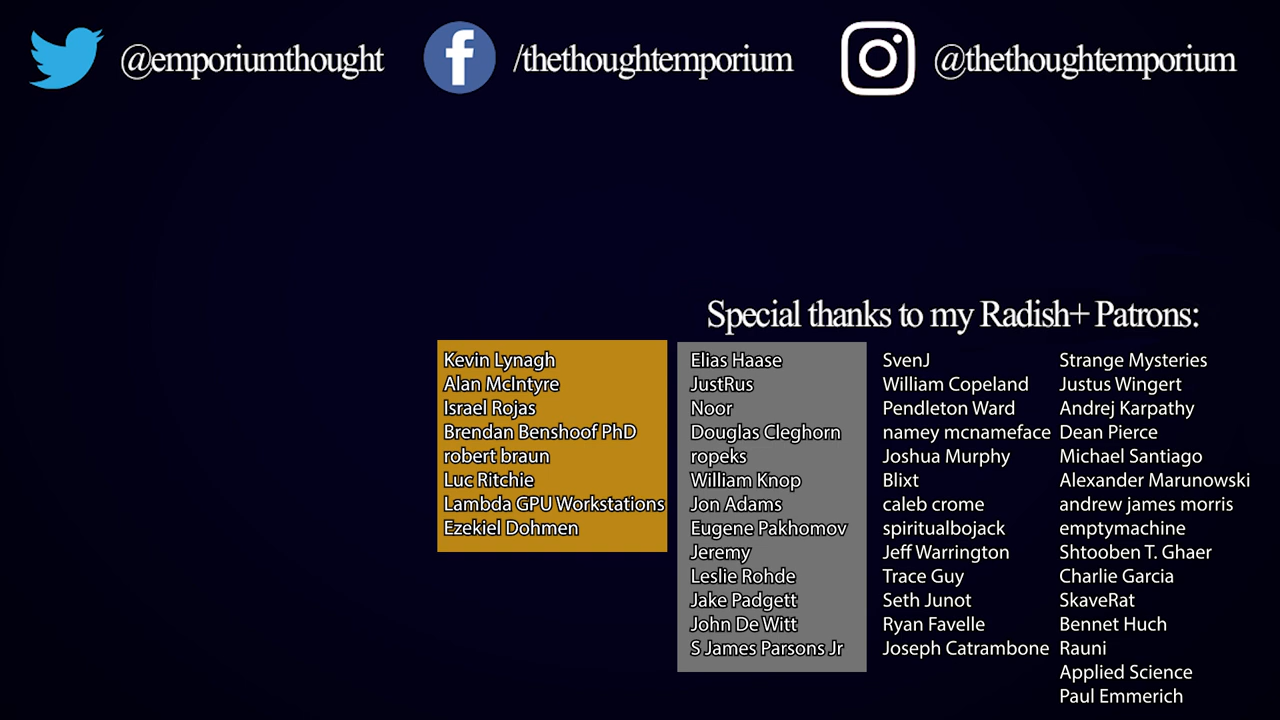 @emporiumthought
/thethoughtemporium
@thethoughtemporium
Special thanks to my Radish+ Patrons:
Kevin Lynagh
Alan McIntyre
Israel Rojas
Brendan Benshoof PhD
robert braun
Luc Ritchie
Lambda GPU Workstations
Ezekiel Dohmen
Elias Haase
JustRus
Noor
Douglas Cleghorn
ropeks
William Knop
Jon Adams
Eugene Pakhomov
Jeremy
Leslie Rohde
Jake Padgett
John De Witt
S James Parsons Jr
SvenJ
William Copeland
Pendleton Ward
namey mcnameface
Joshua Murphy
Blixt
caleb crome
spiritualbojack
Jeff Warrington
Trace Guy
Seth Junot
Ryan Favelle
Joseph Catrambone
Strange Mysteries
Justus Wingert
Andrej Karpathy
Dean Pierce
Michael Santiago
Alexander Marunowski
andrew james morris
emptymachine
Shtooben T. Ghaer
Charlie Garcia
SkaveRat
Bennet Huch
Rauni
Applied Science
Paul Emmerich